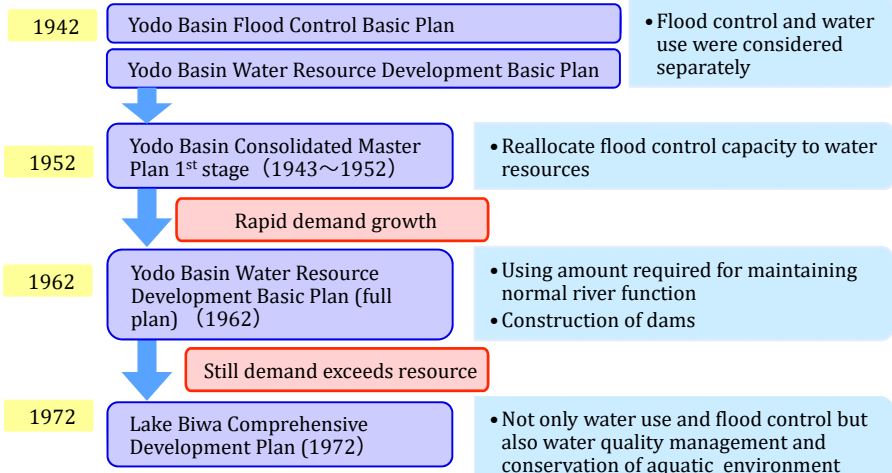 1942
Yodo Basin Flood Control Basic Plan
Yodo Basin Water Resource Development Basic Plan
• Flood control and water
use were considered
separately
1952
Yodo Basin Consolidated Master
Plan 1st stage（1943～1952）
• Reallocate flood control capacity to water
resources
Rapid demand growth
1962
Yodo Basin Water Resource
Development Basic Plan (full
plan) （1962）
• Using amount required for maintaining
normal river function
• Construction of dams
Still demand exceeds resource
1972
Lake Biwa Comprehensive
Development Plan (1972)
• Not only water use and flood control but
also water quality management and
conservation of aquatic environment